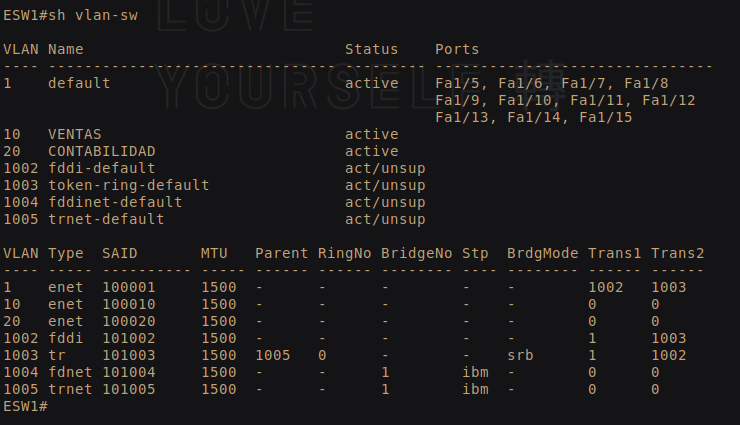 LOVE
YOURSELF 轉
ESW1#sh vlan-sw
VLAN Name                             Status    Ports
---- -------------------------------- --------- -------------------------------
1    default                          active    Fa1/5, Fa1/6, Fa1/7, Fa1/8
                                                Fa1/9, Fa1/10, Fa1/11, Fa1/12
                                                Fa1/13, Fa1/14, Fa1/15
10   VENTAS                           active
20   CONTABILIDAD                     active
1002 fddi-default                     act/unsup
1003 token-ring-default               act/unsup
1004 fddinet-default                  act/unsup
1005 trnet-default                    act/unsup
VLAN Type  SAID       MTU   Parent RingNo BridgeNo Stp  BrdgMode Trans1 Trans2
---- ----- ---------- ----- ------ ------ -------- ---- -------- ------ ------
1    enet  100001     1500  -      -      -        -    -        1002   1003
10   enet  100010     1500  -      -      -        -    -        0      0
20   enet  100020     1500  -      -      -        -    -        0      0
1002 fddi  101002     1500  -      -      -        -    -        1      1003
1003 tr    101003     1500  1005   0      -        -    srb      1      1002
1004 fdnet 101004     1500  -      -      1        ibm  -        0      0
1005 trnet 101005     1500  -      -      1        ibm  -        0      0
ESW1#